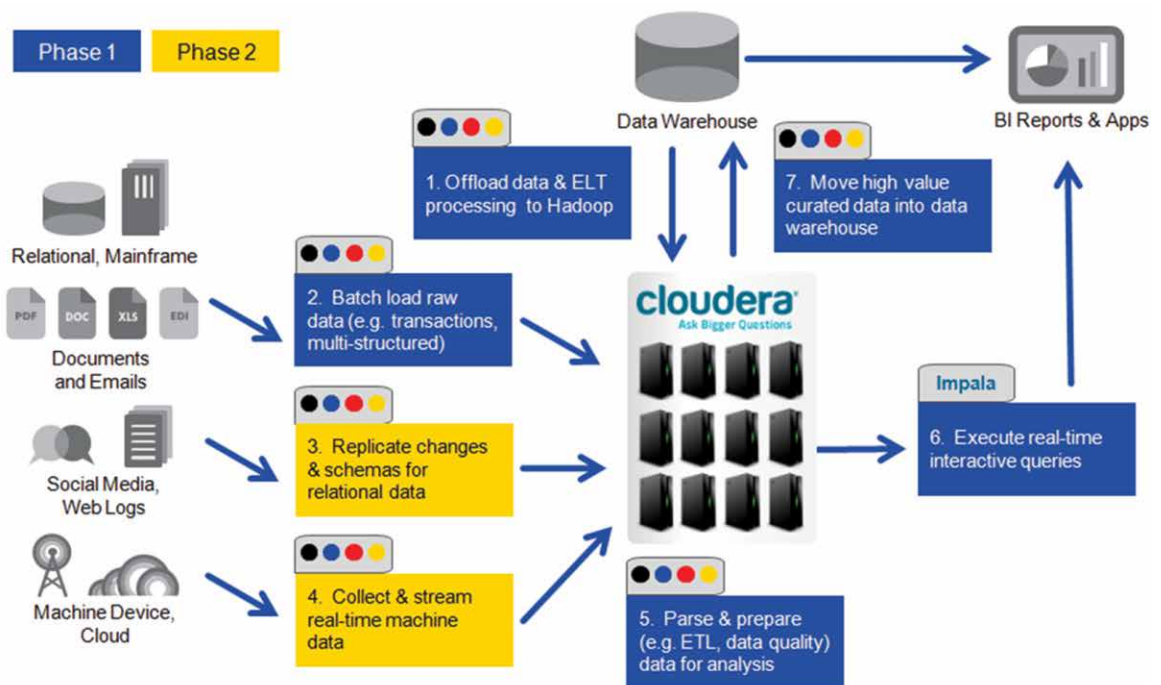 Phase 1
Phase 2
Data Warehouse
BI Reports & Apps
1. Offload data & ELT
processing to Hadoop
7. Move high value
curated data into data
warehouse
Relational, Mainframe
PDF
DOC
XLS
EDI
Documents
and Emails
2. Batch load raw
data (e.g. transactions,
multi-structured)
cloudera®
Ask Bigger Questions
Social Media,
Web Logs
3. Replicate changes
& schemas for
relational data
Impala
6. Execute real-time
interactive queries
Machine Device,
Cloud
4. Collect & stream
real-time machine
data
5. Parse & prepare
(e.g. ETL, data quality)
data for analysis